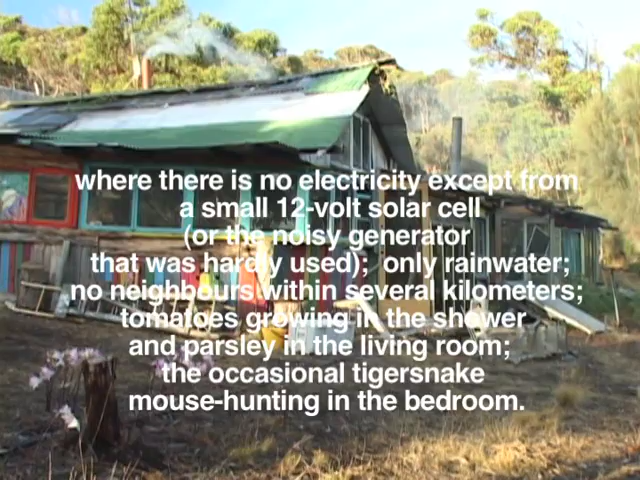 where there is no electricity except from
a small 12-volt solar cell
(or the noisy generator
that was hardly used);  only rainwater;
no neighbours within several kilometers;
tomatoes growing in the shower
and parsley in the living room;
the occasional tigersnake
mouse-hunting in the bedroom.